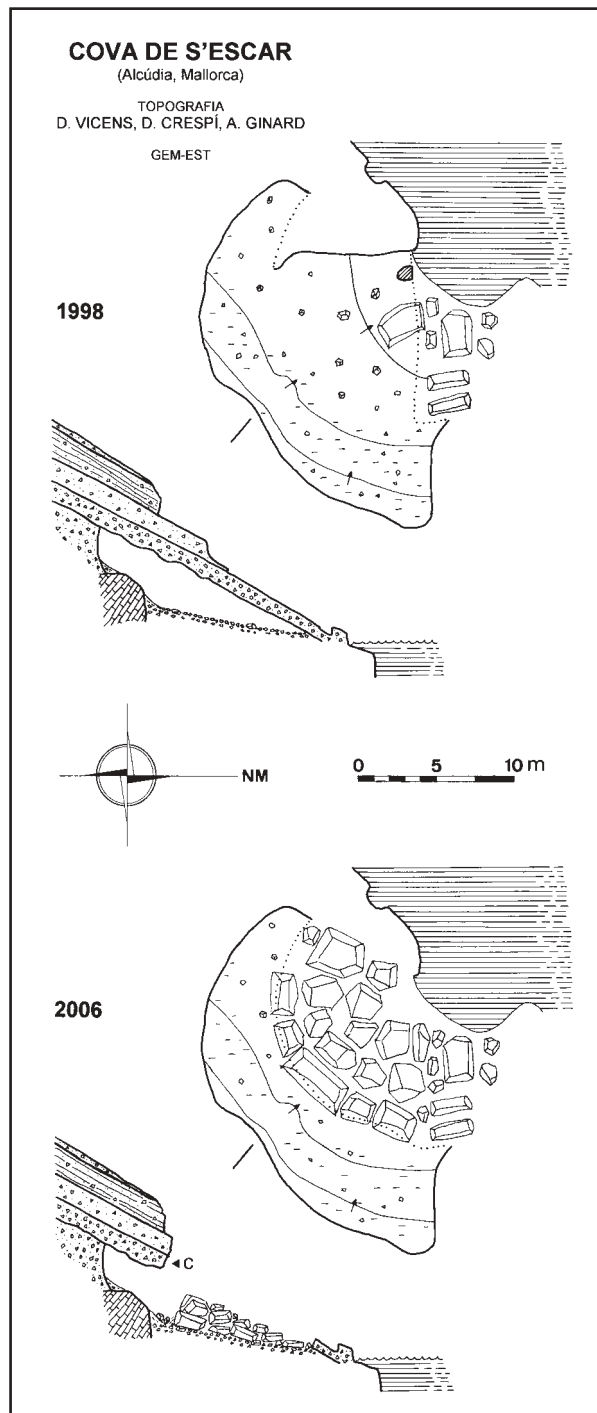 COVA DE S'ESCAR
(Alcúdia, Mallorca)
TOPOGRAFIA
D. VICENS, D. CRESPÍ, A. GINARD
GEM-EST
1998
NM
0 5 10 m
2006
C